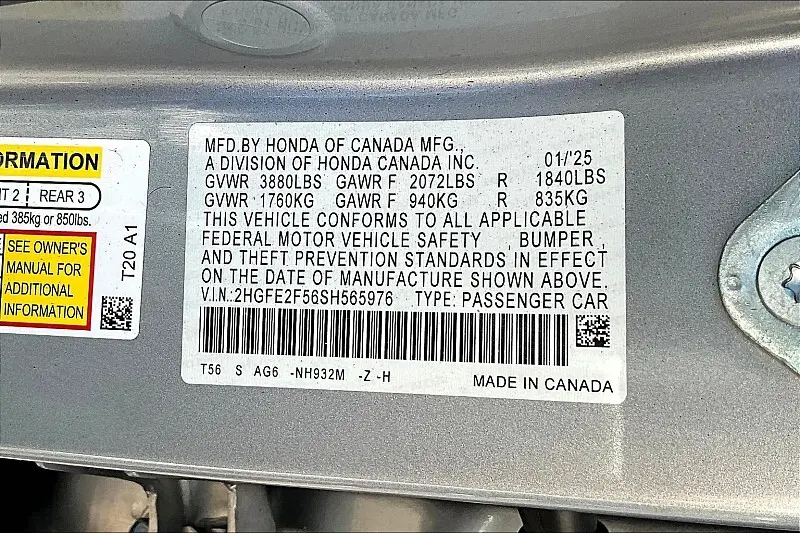 ORMATION
T 2 REAR 3
ed 385kg or 850lbs.
SEE OWNER'S
MANUAL FOR
ADDITIONAL
INFORMATION
T20 A1
MFD.BY HONDA OF CANADA MFG.,
A DIVISION OF HONDA CANADA INC. 01/'25
GVWR 3880LBS GAWR F 2072LBS R 1840LBS
GVWR 1760KG GAWR F 940KG R 835KG
THIS VEHICLE CONFORMS TO ALL APPLICABLE
FEDERAL MOTOR VEHICLE SAFETY , BUMPER ,
AND THEFT PREVENTION STANDARDS IN EFFECT
ON THE DATE OF MANUFACTURE SHOWN ABOVE.
V.I.N.:2HGFE2F56SH565976 TYPE: PASSENGER CAR
T56 S AG6 -NH932M -Z -H
MADE IN CANADA